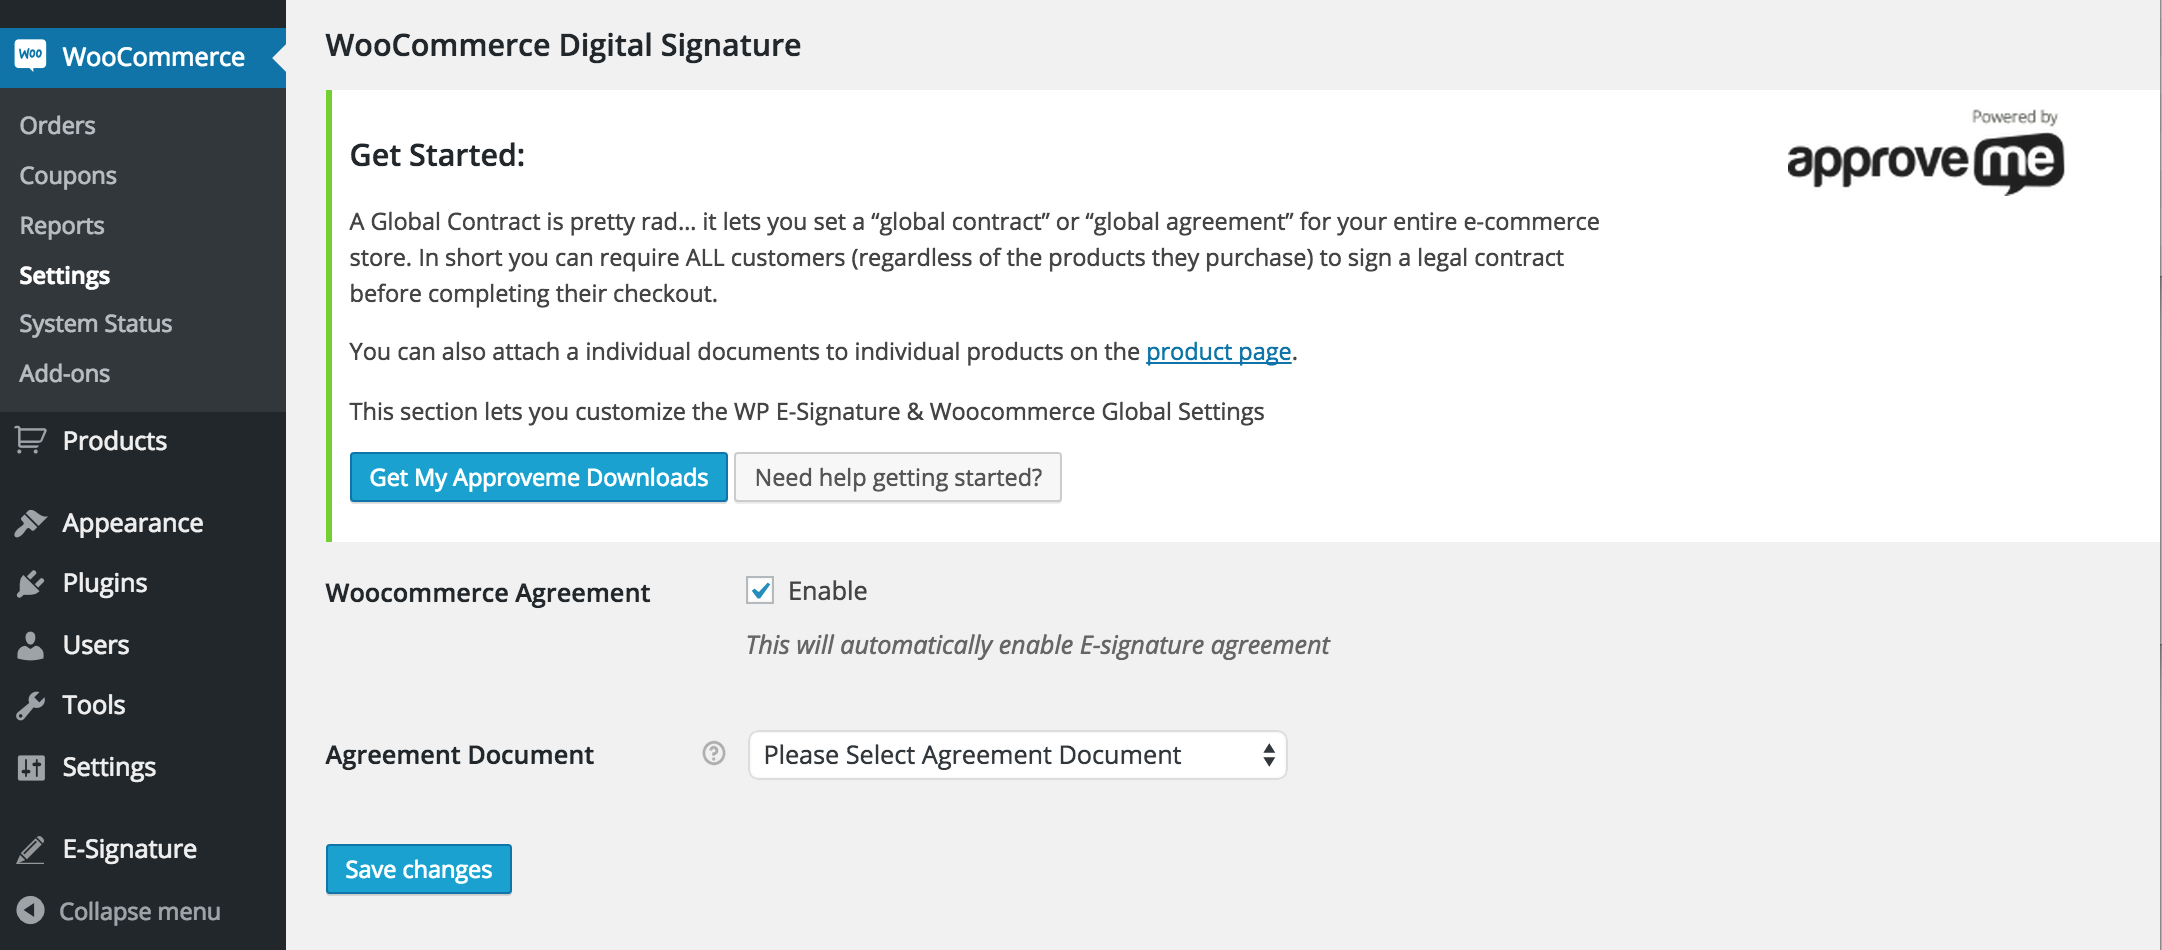 WOO WooCommerce
Orders
Coupons
Reports
Settings
System Status
Add-ons
Products
Appearance
Plugins
Users
Tools
Settings
E-Signature
Collapse menu
WooCommerce Digital Signature
Powered by
approve me
Get Started:
A Global Contract is pretty rad... it lets you set a “global contract” or “global agreement” for your entire e-commerce
store. In short you can require ALL customers (regardless of the products they purchase) to sign a legal contract
before completing their checkout.
You can also attach a individual documents to individual products on the product page.
This section lets you customize the WP E-Signature & Woocommerce Global Settings
Get My Approveme Downloads Need help getting started?
Woocommerce Agreement Enable
This will automatically enable E-signature agreement
Agreement Document ? Please Select Agreement Document
Save changes